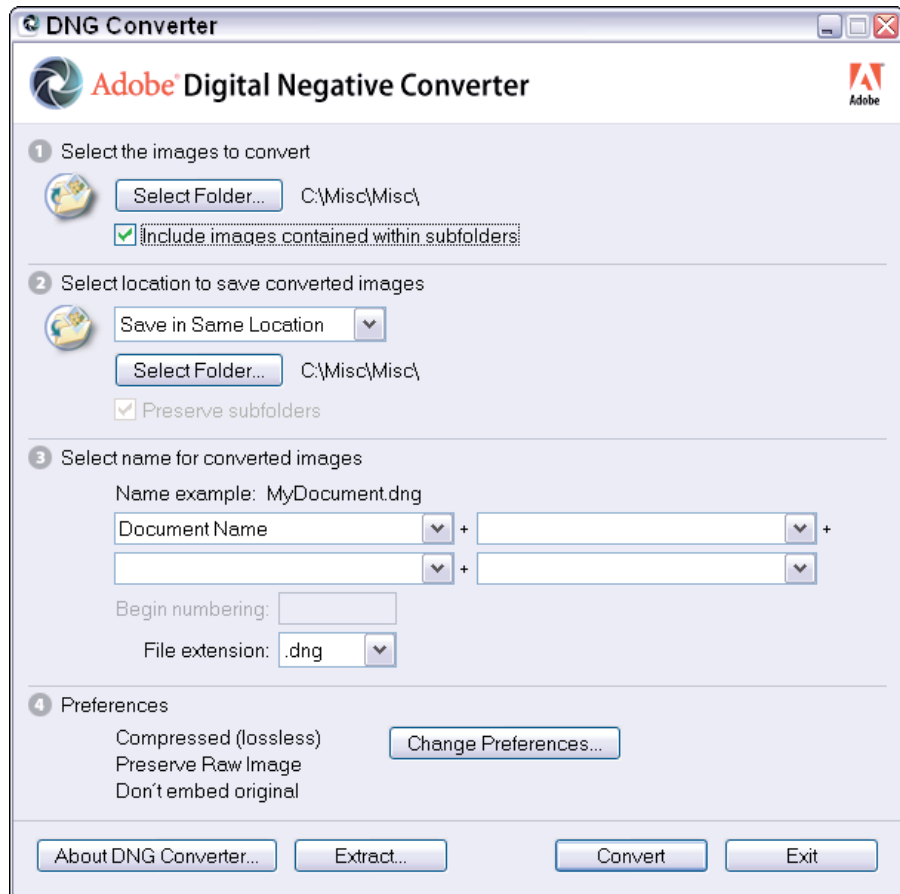 DNG Converter
Adobe® Digital Negative Converter
Adobe
1 Select the images to convert
Select Folder... C:\Misc\Misc\
Include images contained within subfolders
2 Select location to save converted images
Save in Same Location
Select Folder... C:\Misc\Misc\
Preserve subfolders
3 Select name for converted images
Name example: MyDocument.dng
Document Name + +
+
Begin numbering:
File extension: .dng
4 Preferences
Compressed (lossless) Change Preferences...
Preserve Raw Image
Don´t embed original
About DNG Converter... Extract... Convert Exit